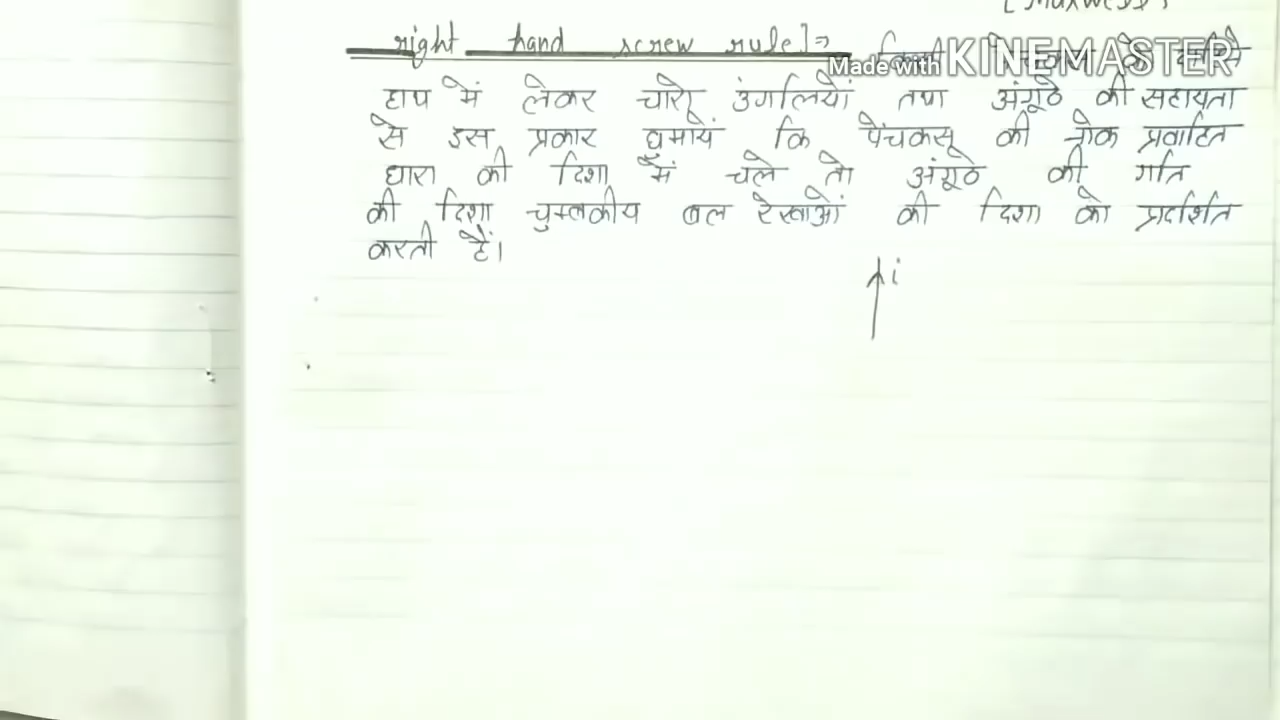 [Maxwell's
right hand screw rule]⇒ किसी
Made with KINEMASTER
हाथ में लेकर चारो उंगलियों तथा अंगूठे की सहायता
से इस प्रकार घुमायें कि पेंचकस की नोक प्रवाहित
धारा की दिशा में चले तो अंगूठे की गति
की दिशा चुम्बकीय बल रेखाओं की दिशा को प्रदर्शित
करती हैं।
i